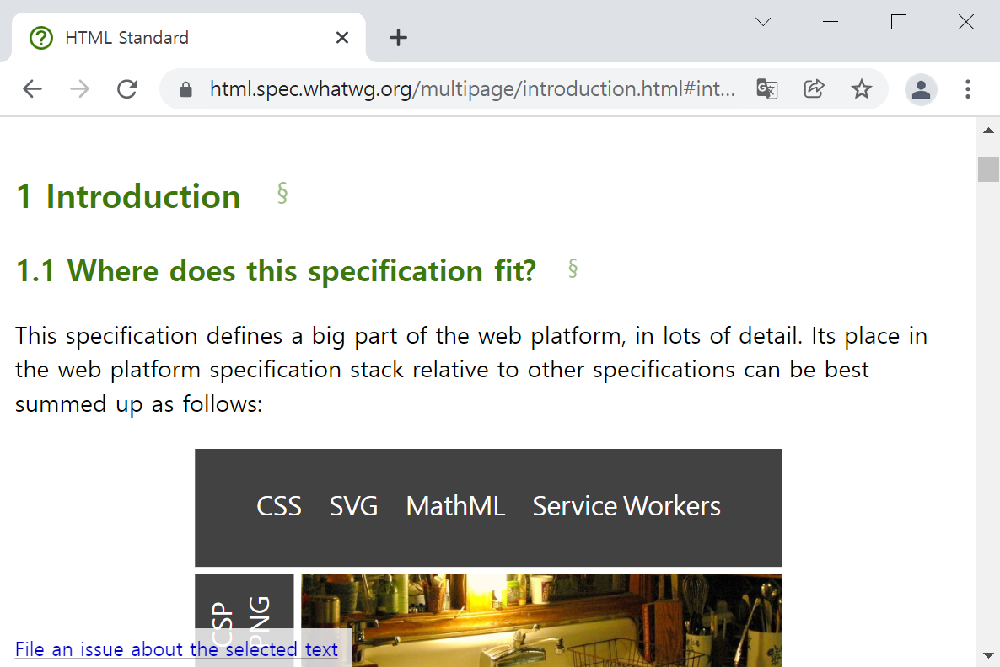 HTML Standard
html.spec.whatwg.org/multipage/introduction.html#int...
1 Introduction §
1.1 Where does this specification fit? §
This specification defines a big part of the web platform, in lots of detail. Its place in
the web platform specification stack relative to other specifications can be best
summed up as follows:
CSS SVG MathML Service Workers
CSP
PNG
File an issue about the selected text